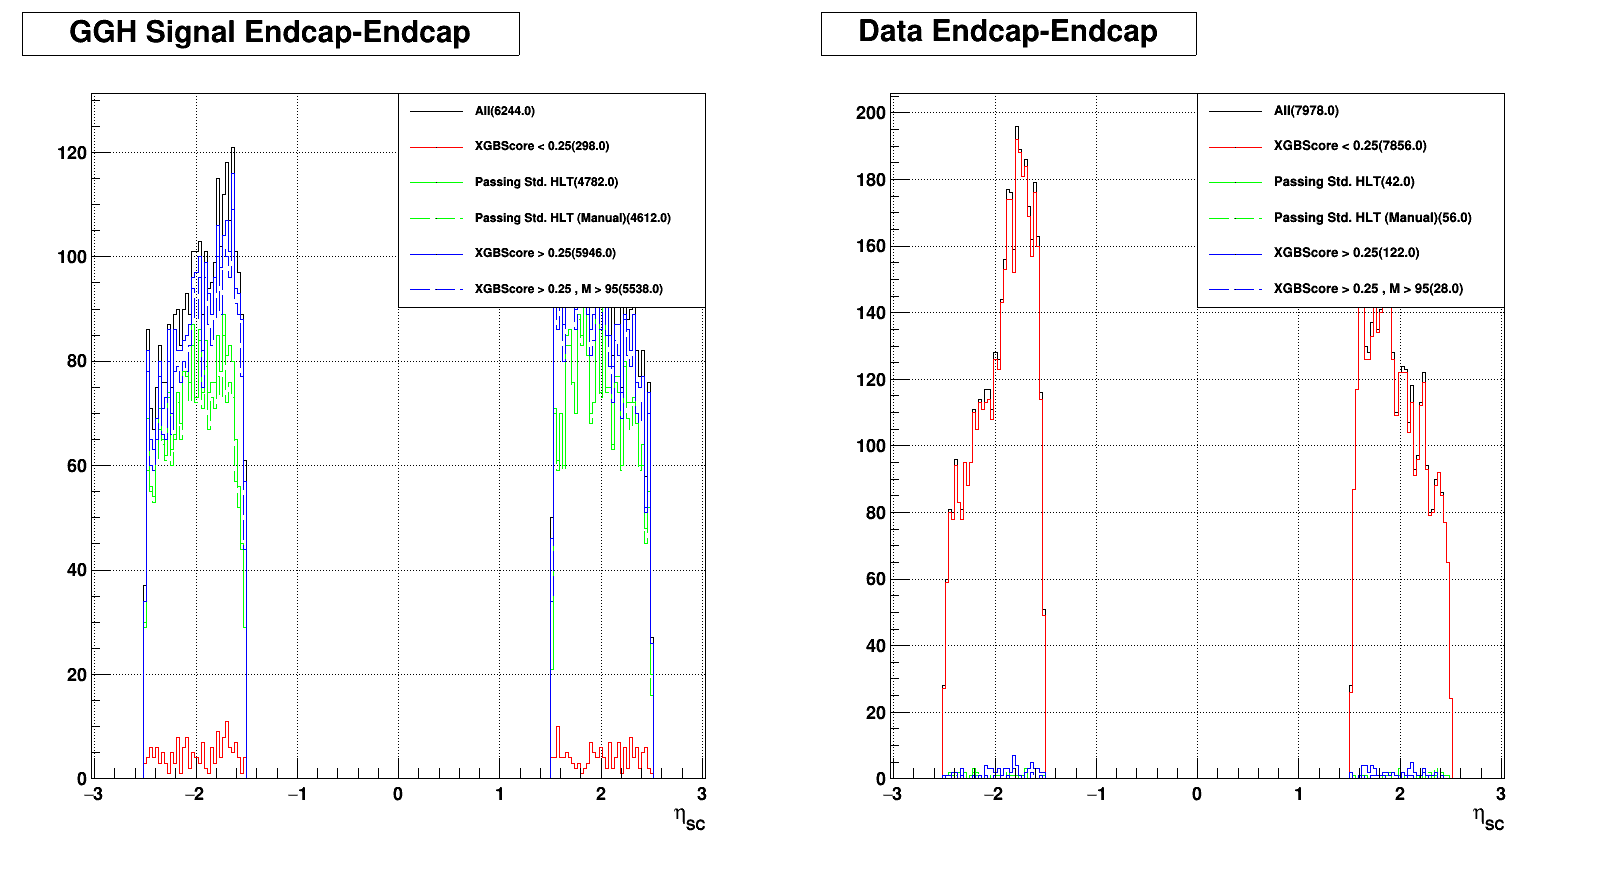 GGH Signal Endcap-Endcap
All(6244.0)
XGBScore < 0.25(298.0)
Passing Std. HLT(4782.0)
Passing Std. HLT (Manual)(4612.0)
XGBScore > 0.25(5946.0)
XGBScore > 0.25 , M > 95(5538.0)
120
100
80
60
40
20
0
−3 −2 −1 0 1 2 3
ηSC
Data Endcap-Endcap
All(7978.0)
XGBScore < 0.25(7856.0)
Passing Std. HLT(42.0)
Passing Std. HLT (Manual)(56.0)
XGBScore > 0.25(122.0)
XGBScore > 0.25 , M > 95(28.0)
200
180
160
140
120
100
80
60
40
20
0
−3 −2 −1 0 1 2 3
ηSC